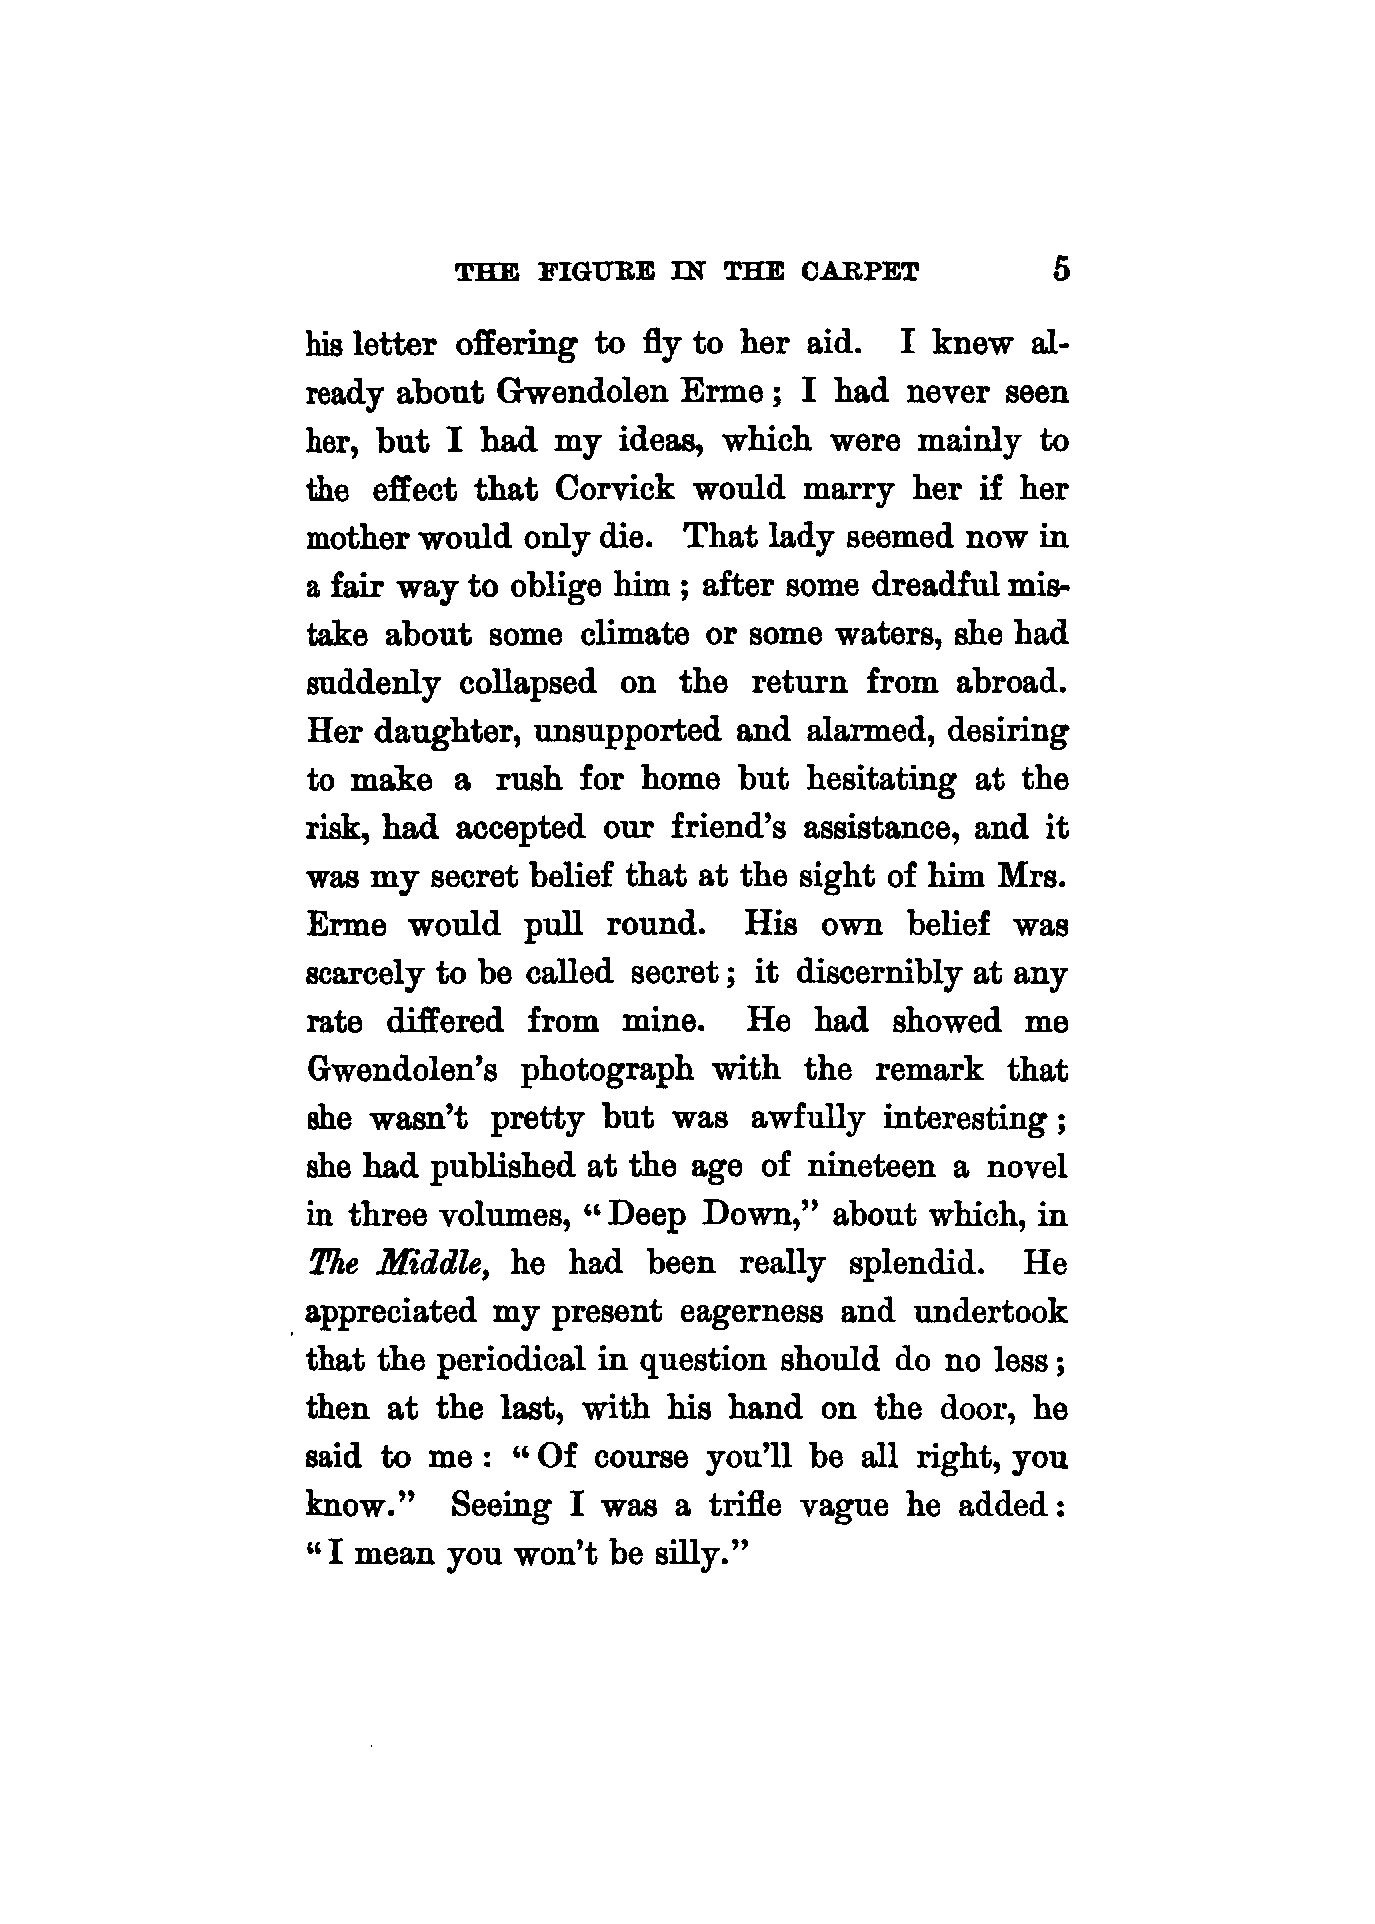 THE FIGURE IN THE CARPET 5
his letter offering to fly to her aid. I knew al-
ready about Gwendolen Erme; I had never seen
her, but I had my ideas, which were mainly to
the effect that Corvick would marry her if her
mother would only die. That lady seemed now in
a fair way to oblige him; after some dreadful mis-
take about some climate or some waters, she had
suddenly collapsed on the return from abroad.
Her daughter, unsupported and alarmed, desiring
to make a rush for home but hesitating at the
risk, had accepted our friend's assistance, and it
was my secret belief that at the sight of him Mrs.
Erme would pull round. His own belief was
scarcely to be called secret; it discernibly at any
rate differed from mine. He had showed me
Gwendolen's photograph with the remark that
she wasn't pretty but was awfully interesting;
she had published at the age of nineteen a novel
in three volumes, "Deep Down," about which, in
The Middle, he had been really splendid. He
appreciated my present eagerness and undertook
that the periodical in question should do no less;
then at the last, with his hand on the door, he
said to me: "Of course you'll be all right, you
know." Seeing I was a trifle vague he added:
"I mean you won't be silly."